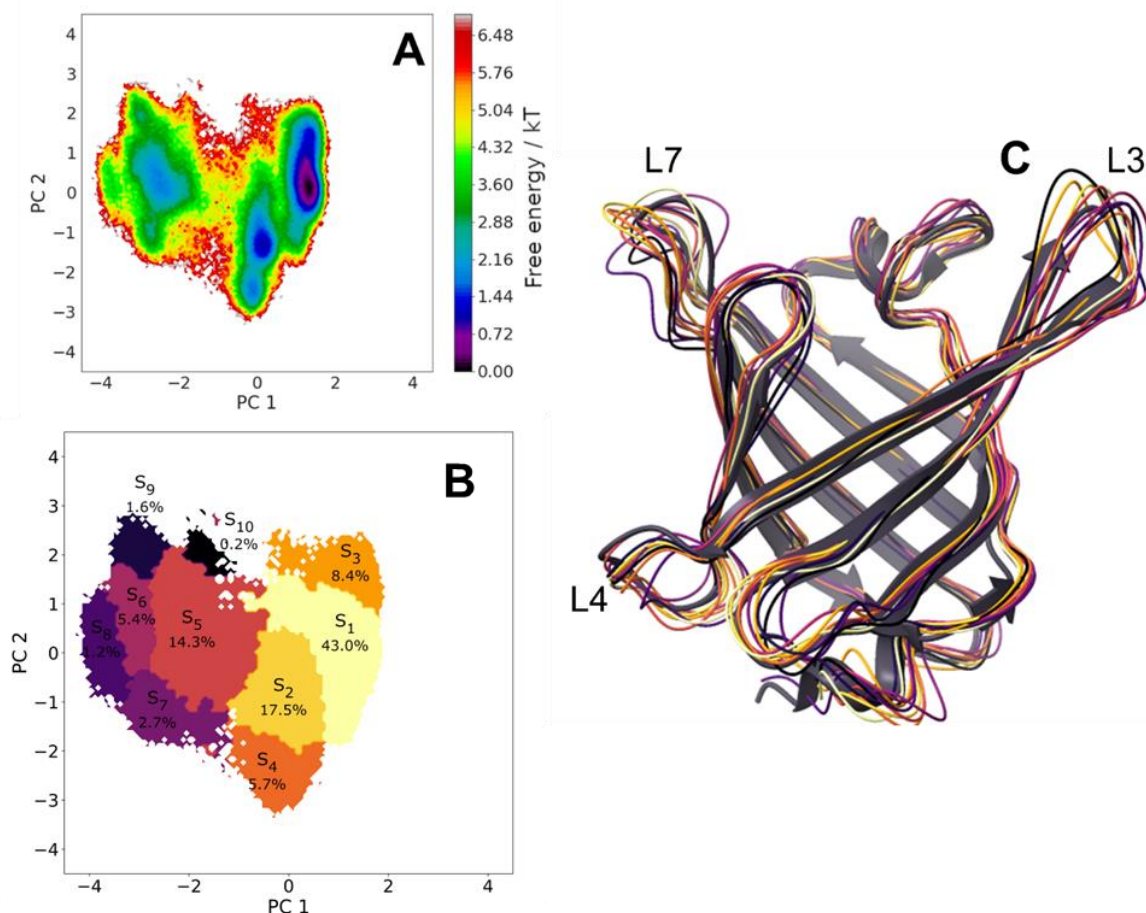 A
4
3
2
1
0
−1
−2
−3
−4
PC 2
−4 −2 0 2 4
PC 1
6.48
5.76
5.04
4.32
3.60
2.88
2.16
1.44
0.72
0.00
Free energy / kT
B
4
3
2
1
0
−1
−2
−3
−4
PC 2
S9
1.6%
S10
0.2%
S3
8.4%
S6
5.4%
S5
14.3%
S1
43.0%
S8
1.2%
S2
17.5%
S7
2.7%
S4
5.7%
−4 −2 0 2 4
PC 1
C
L7
L3
L4